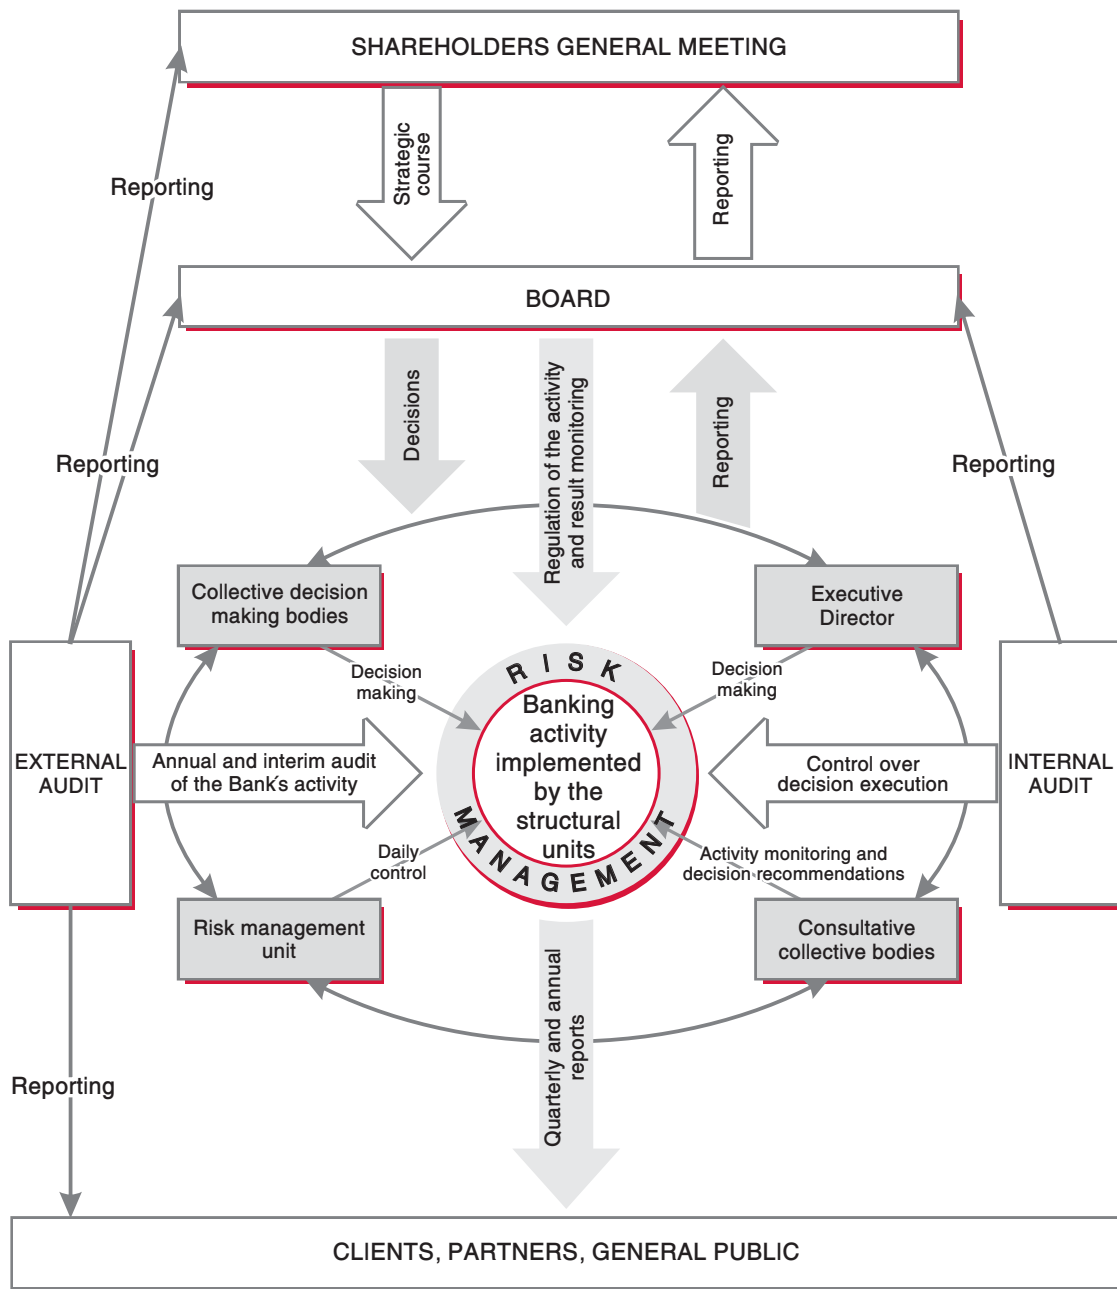 SHAREHOLDERS GENERAL MEETING
Strategic
course
Reporting
Reporting
BOARD
Decisions
Regulation of the activity
and result monitoring
Reporting
Reporting
Reporting
Collective decision
making bodies
Executive
Director
Decision
making
Decision
making
RISK
MANAGEMENT
Banking
activity
implemented
by the
structural
units
EXTERNAL
AUDIT
Annual and interim audit
of the Bank's activity
Control over
decision execution
INTERNAL
AUDIT
Daily
control
Activity monitoring and
decision recommendations
Risk management
unit
Consultative
collective bodies
Quarterly and annual
reports
Reporting
CLIENTS, PARTNERS, GENERAL PUBLIC